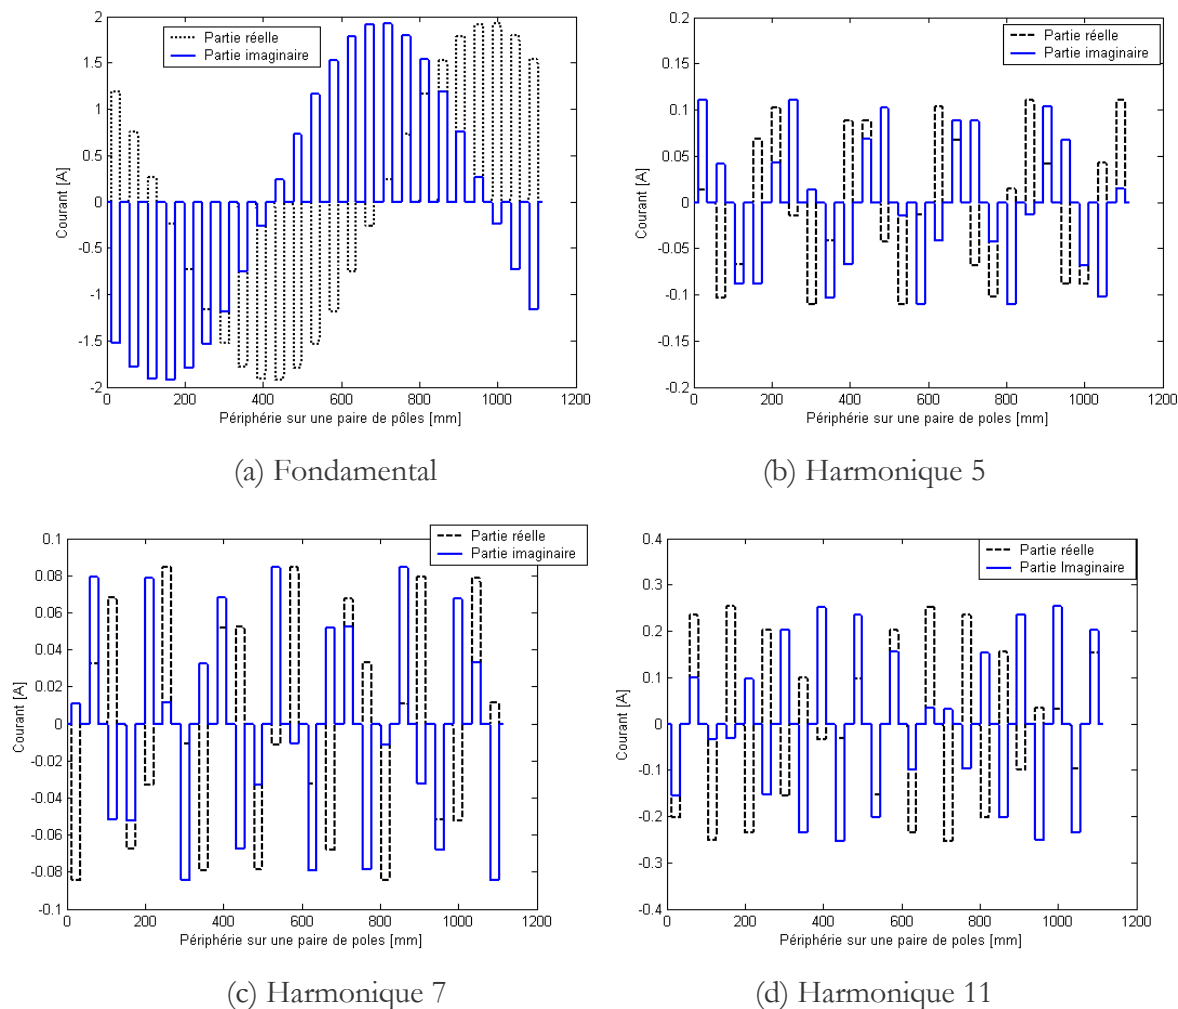 Partie réelle
Partie imaginaire
2
1.5
1
0.5
0
-0.5
-1
-1.5
-2
Courant [A]
0 200 400 600 800 1000 1200
Périphérie sur une paire de pôles [mm]
(a) Fondamental
Partie réelle
Partie imaginaire
0.2
0.15
0.1
0.05
0
-0.05
-0.1
-0.15
-0.2
Courant [A]
0 200 400 600 800 1000 1200
Périphérie sur une paire de poles [mm]
(b) Harmonique 5
Partie réelle
Partie imaginaire
0.1
0.08
0.06
0.04
0.02
0
-0.02
-0.04
-0.06
-0.08
-0.1
Courant [A]
0 200 400 600 800 1000 1200
Périphérie sur une paire de poles [mm]
(c) Harmonique 7
Partie réelle
Partie Imaginaire
0.4
0.3
0.2
0.1
0
-0.1
-0.2
-0.3
-0.4
Courant [A]
0 200 400 600 800 1000 1200
Périphérie sur une paire de poles [mm]
(d) Harmonique 11